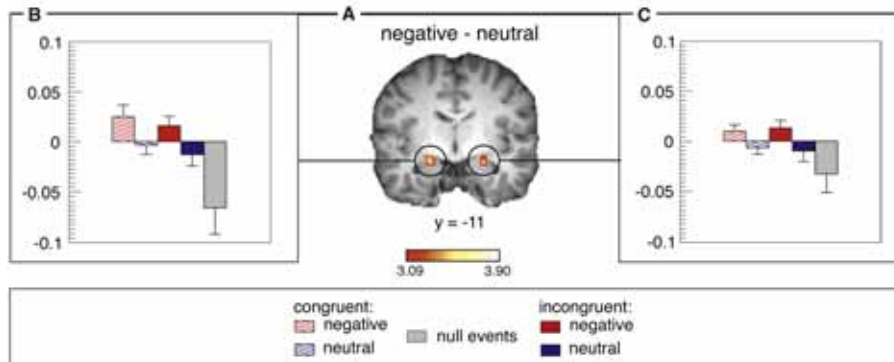 B
A
C
negative - neutral
0.1
0.05
0
-0.05
-0.1
y = -11
3.09 3.90
0.1
0.05
0
-0.05
-0.1
congruent:
negative
neutral
null events
incongruent:
negative
neutral